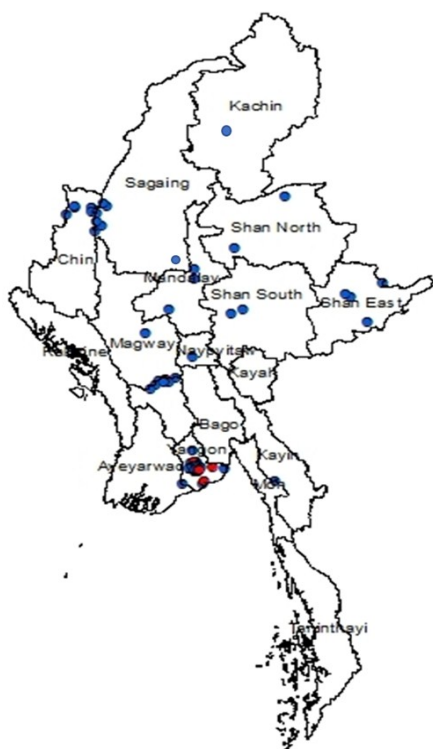 Kachin
Sagaing
Shan North
Chin
Mandalay
Shan South
Shan East
Magway
Rakhine
Naypyitaw
Kayah
Bago
Yangon
Ayeyarwady
Kayin
Mon
Taninthayi